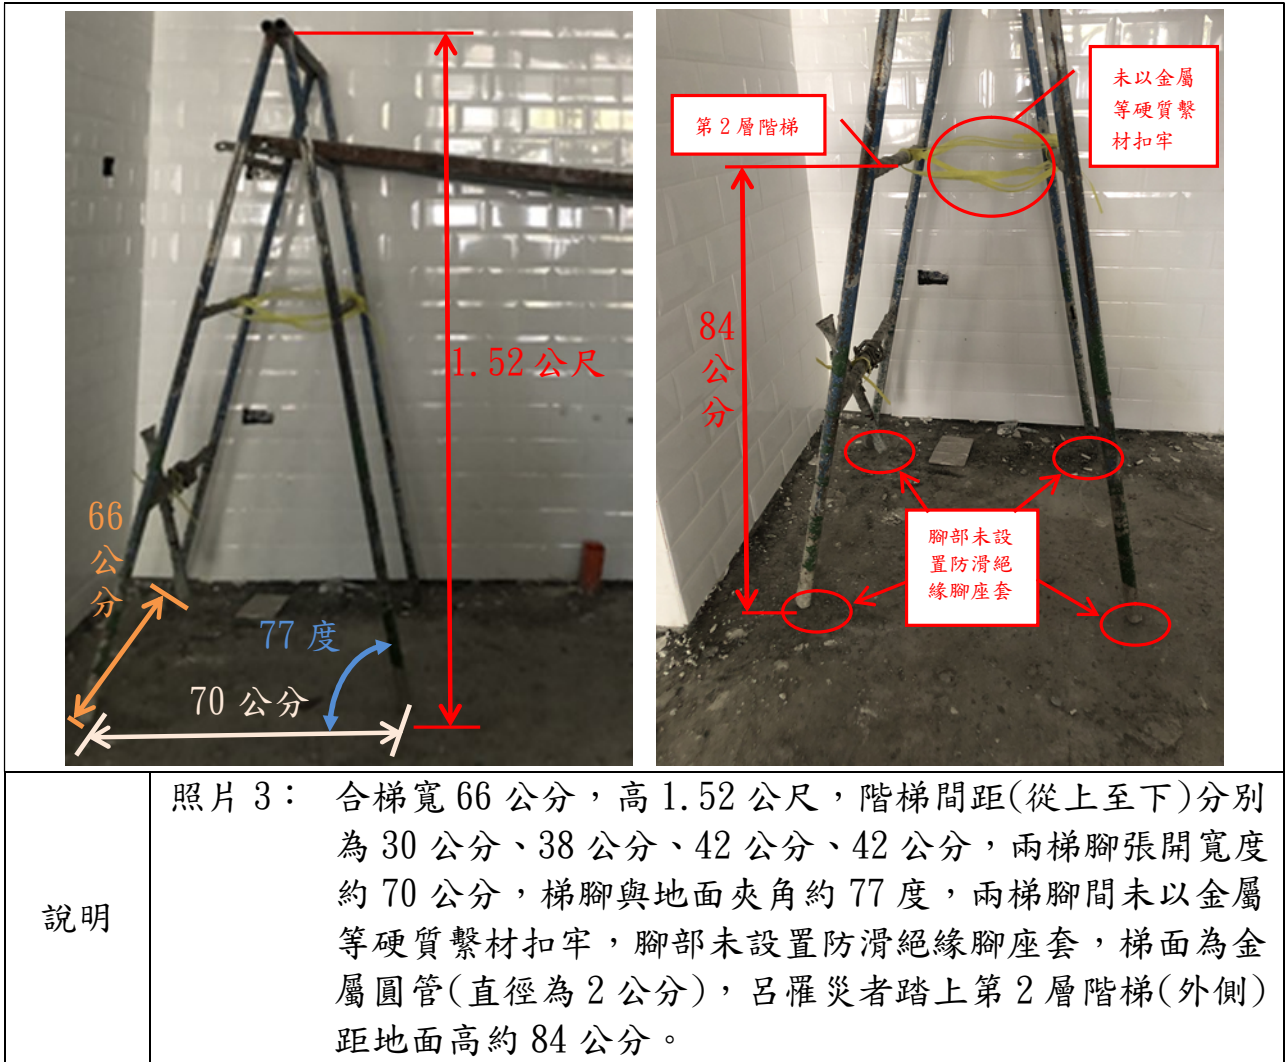 1.52 公尺
66
公
分
77 度
70 公分
第 2 層階梯
未以金屬
等硬質繫
材扣牢
84
公
分
腳部未設
置防滑絕
緣腳座套
說明
照片 3： 合梯寬 66 公分，高 1.52 公尺，階梯間距(從上至下)分別
為 30 公分、38 公分、42 公分、42 公分，兩梯腳張開寬度
約 70 公分，梯腳與地面夾角約 77 度，兩梯腳間未以金屬
等硬質繫材扣牢，腳部未設置防滑絕緣腳座套，梯面為金
屬圓管(直徑為 2 公分)，呂罹災者踏上第 2 層階梯(外側)
距地面高約 84 公分。